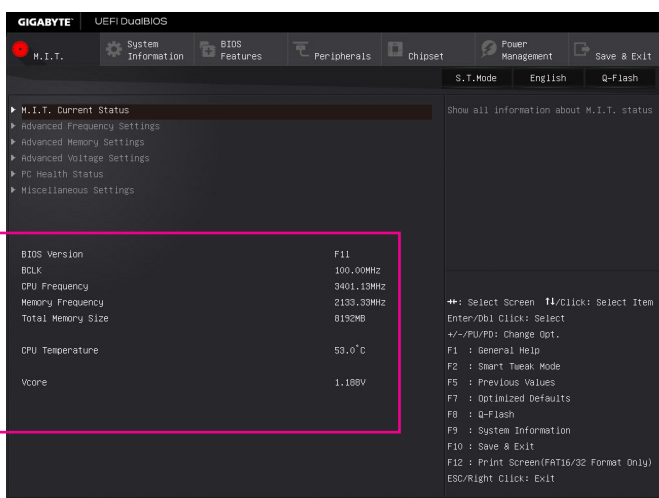 GIGABYTE™ UEFI DualBIOS
M.I.T.
System Information
BIOS Features
Peripherals
Chipset
Power Management
Save & Exit
S.T.Mode English Q-Flash
M.I.T. Current Status
Show all information about M.I.T. status
Advanced Frequency Settings
Advanced Memory Settings
Advanced Voltage Settings
PC Health Status
Miscellaneous Settings
BIOS Version F11
BCLK 100.00MHz
CPU Frequency 3401.13MHz
Memory Frequency 2133.33MHz
Total Memory Size 8192MB
CPU Temperature 53.0°C
Vcore 1.188V
→←: Select Screen ↑↓/Click: Select Item
Enter/Dbl Click: Select
+/-/PU/PD: Change Opt.
F1 : General Help
F2 : Smart Tweak Mode
F5 : Previous Values
F7 : Optimized Defaults
F8 : Q-Flash
F9 : System Information
F10 : Save & Exit
F12 : Print Screen(FAT16/32 Format Only)
ESC/Right Click: Exit